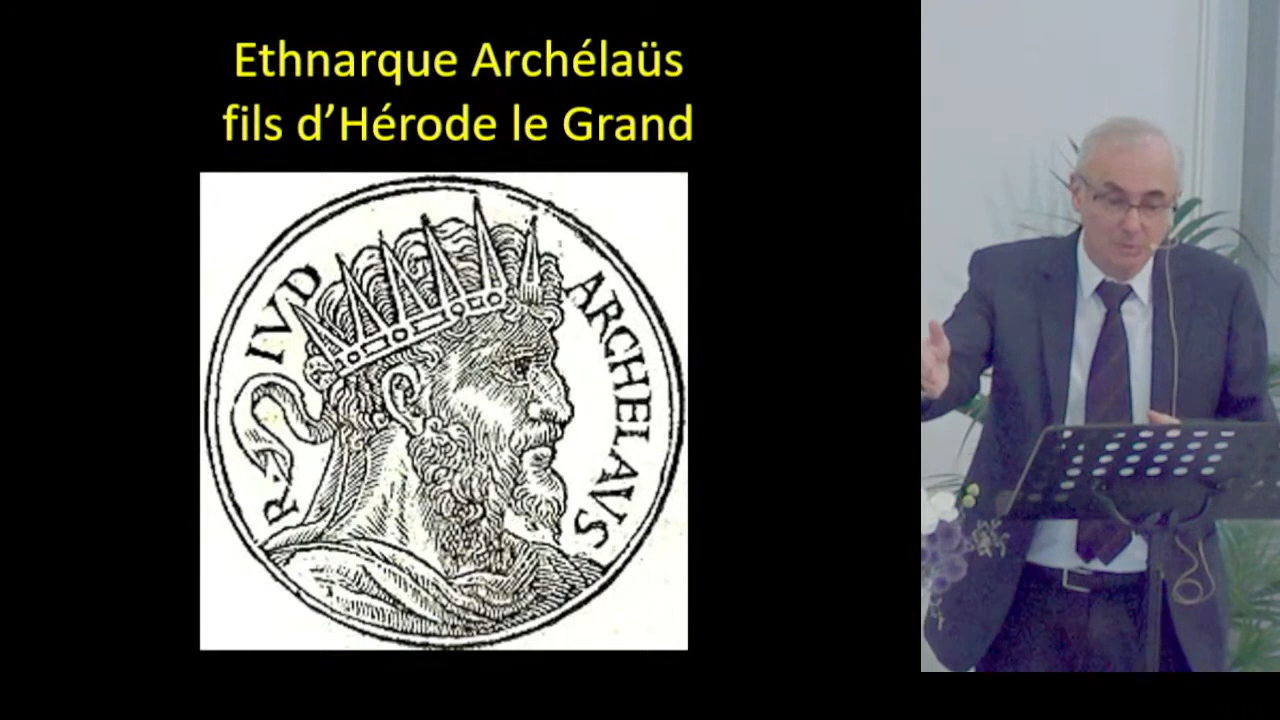 Ethnarque Archélaüs
fils d’Hérode le Grand
ARCHELAVS
R· IVD